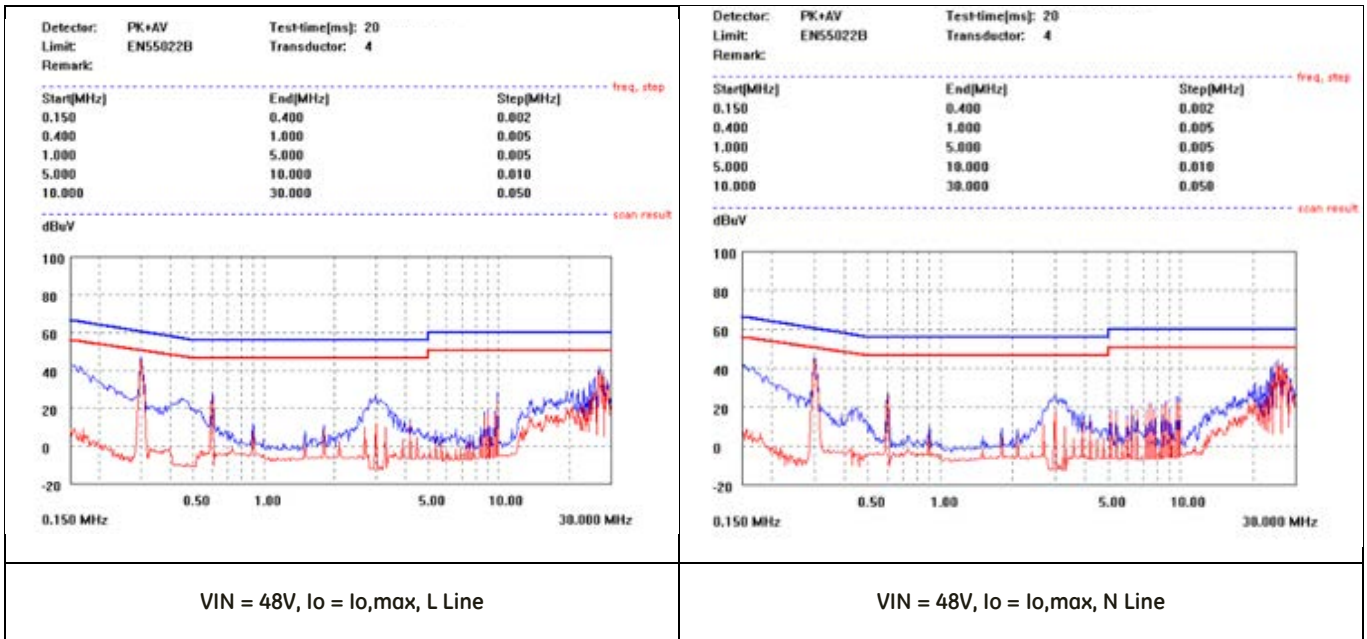 Detector: PK+AV Test-time[ms]: 20
Limit: EN55022B Transductor: 4
Remark:
freq, step
Start[MHz] End[MHz] Step[MHz]
0.150 0.400 0.002
0.400 1.000 0.005
1.000 5.000 0.005
5.000 10.000 0.010
10.000 30.000 0.050
scan result
dBuV
100
80
60
40
20
0
-20
0.50 1.00 5.00 10.00
0.150 MHz 30.000 MHz
VIN = 48V, Io = Io,max, L Line
Detector: PK+AV Test-time[ms]: 20
Limit: EN55022B Transductor: 4
Remark:
freq, step
Start[MHz] End[MHz] Step[MHz]
0.150 0.400 0.002
0.400 1.000 0.005
1.000 5.000 0.005
5.000 10.000 0.010
10.000 30.000 0.050
scan result
dBuV
100
80
60
40
20
0
-20
0.50 1.00 5.00 10.00
0.150 MHz 30.000 MHz
VIN = 48V, Io = Io,max, N Line